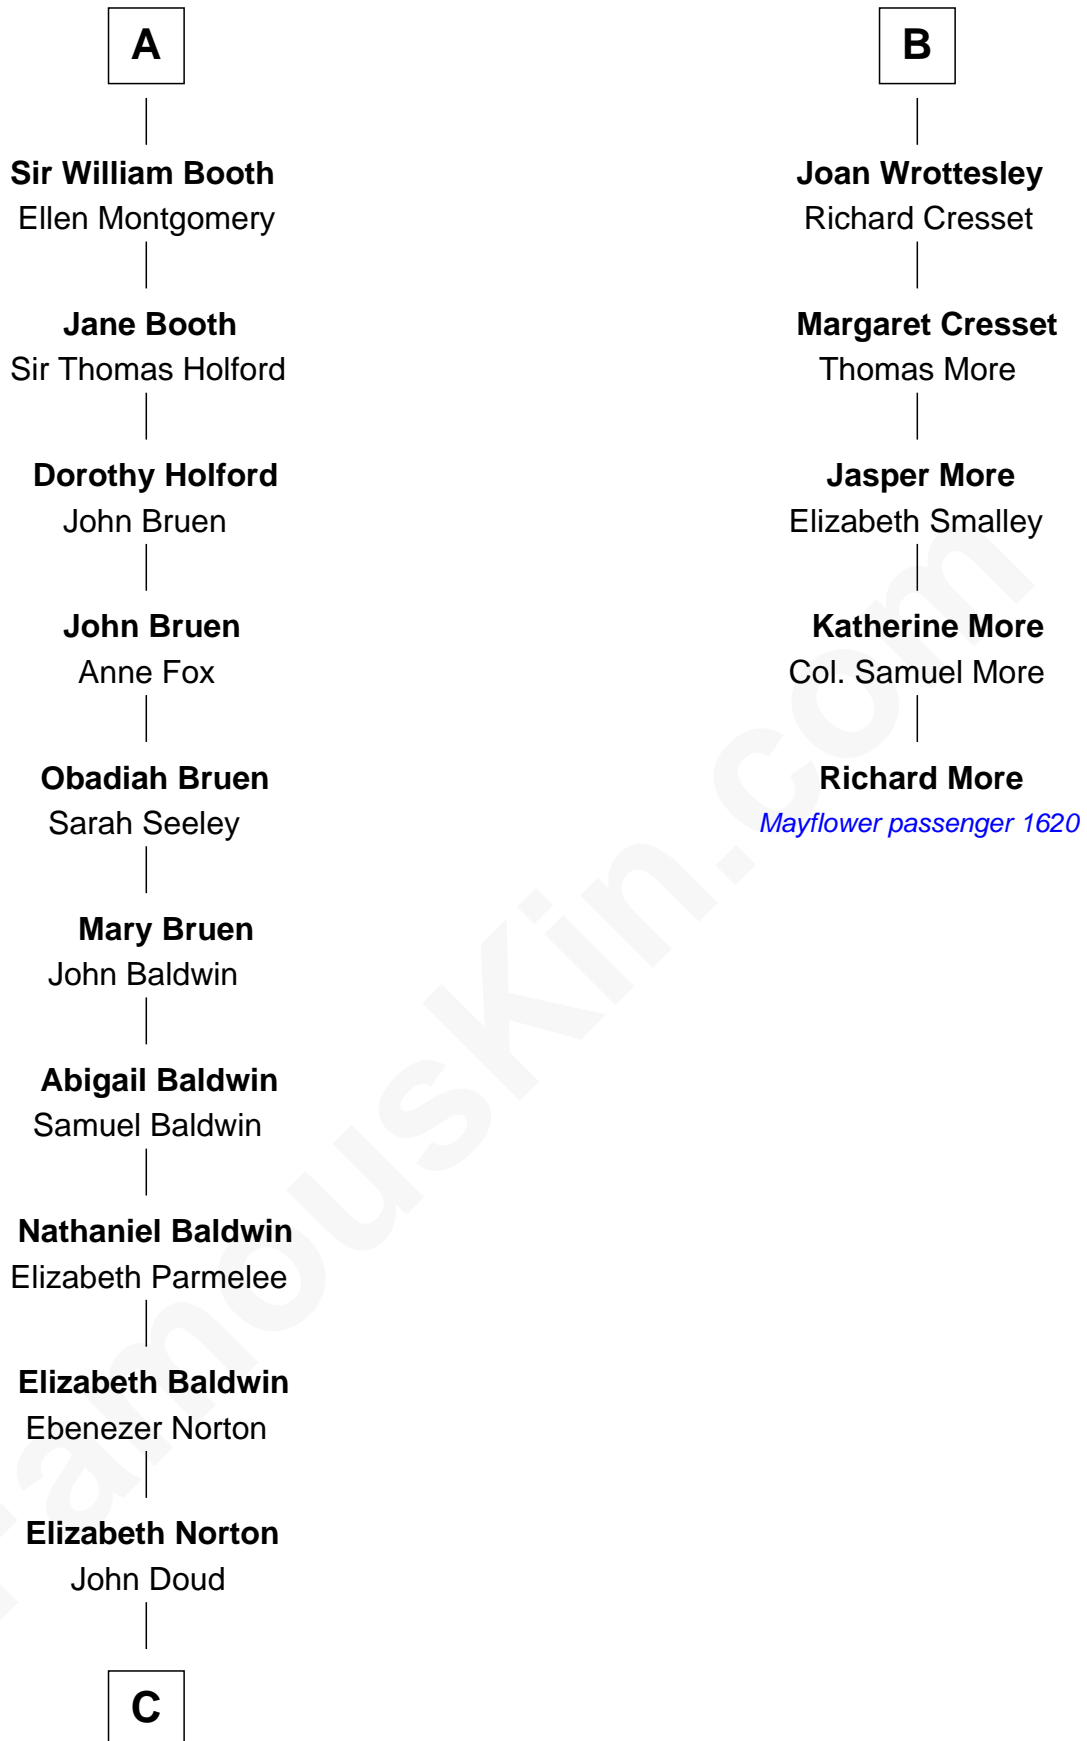 A
Sir William Booth
Ellen Montgomery
Jane Booth
Sir Thomas Holford
Dorothy Holford
John Bruen
John Bruen
Anne Fox
Obadiah Bruen
Sarah Seeley
Mary Bruen
John Baldwin
Abigail Baldwin
Samuel Baldwin
Nathaniel Baldwin
Elizabeth Parmelee
Elizabeth Baldwin
Ebenezer Norton
Elizabeth Norton
John Doud
C
B
Joan Wrottesley
Richard Cresset
Margaret Cresset
Thomas More
Jasper More
Elizabeth Smalley
Katherine More
Col. Samuel More
Richard More
Mayflower passenger 1620
FamousKin.com